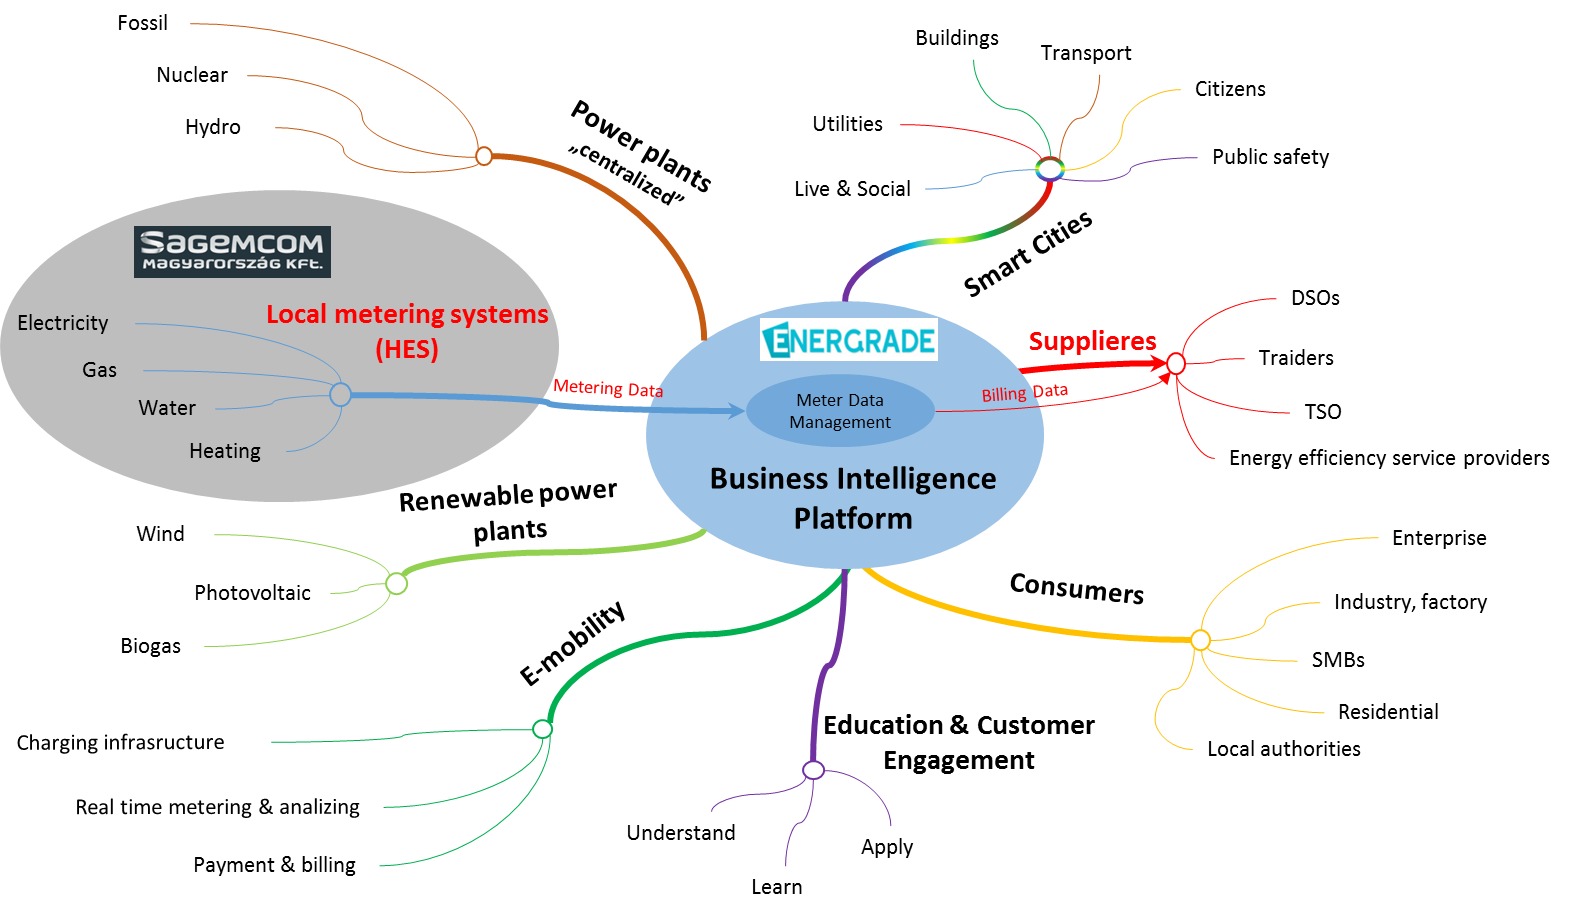 Fossil
Nuclear
Hydro
Power plants
„centralized”
Buildings
Transport
Citizens
Utilities
Public safety
Live & Social
Smart Cities
SAGEMCOM
MAGYARORSZÁG KFT.
Electricity
Gas
Water
Heating
Local metering systems
(HES)
Metering Data
ENERGRADE
Meter Data
Management
Business Intelligence
Platform
Supplieres
Billing Data
DSOs
Traiders
TSO
Energy efficiency service providers
Renewable power
plants
Wind
Photovoltaic
Biogas
E-mobility
Charging infrasructure
Real time metering & analizing
Payment & billing
Education & Customer
Engagement
Understand
Learn
Apply
Consumers
Enterprise
Industry, factory
SMBs
Residential
Local authorities